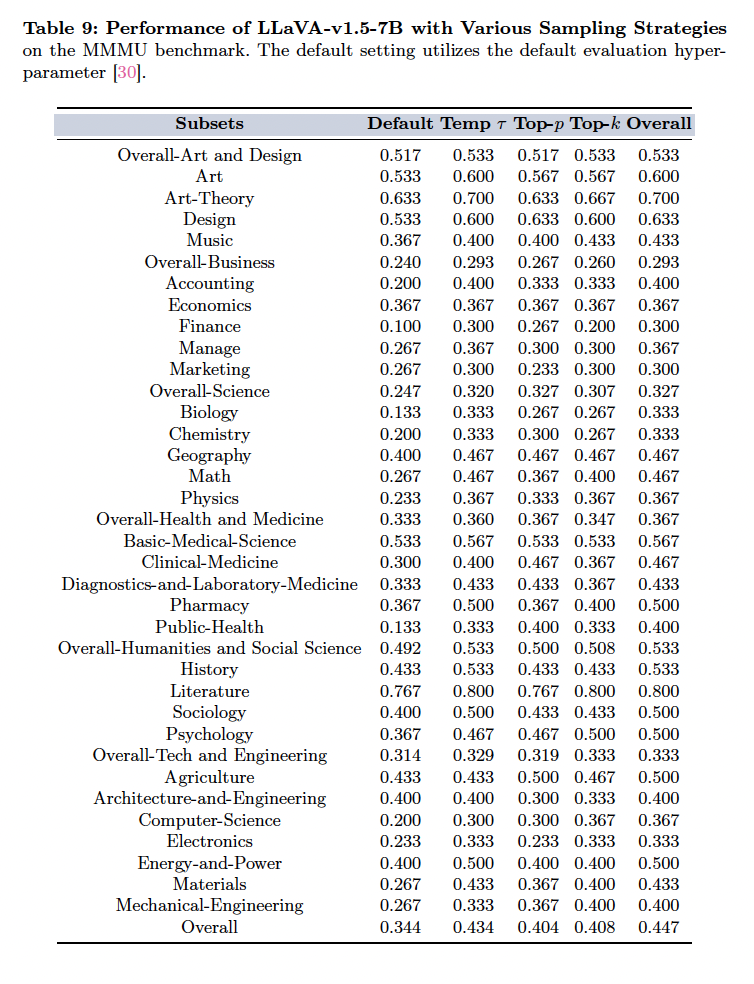 Table 9: Performance of LLaVA-v1.5-7B with Various Sampling Strategies
on the MMMU benchmark. The default setting utilizes the default evaluation hyper-
parameter [30].
Subsets Default Temp τ Top-p Top-k Overall
Overall-Art and Design 0.517 0.533 0.517 0.533 0.533
Art 0.533 0.600 0.567 0.567 0.600
Art-Theory 0.633 0.700 0.633 0.667 0.700
Design 0.533 0.600 0.633 0.600 0.633
Music 0.367 0.400 0.400 0.433 0.433
Overall-Business 0.240 0.293 0.267 0.260 0.293
Accounting 0.200 0.400 0.333 0.333 0.400
Economics 0.367 0.367 0.367 0.367 0.367
Finance 0.100 0.300 0.267 0.200 0.300
Manage 0.267 0.367 0.300 0.300 0.367
Marketing 0.267 0.300 0.233 0.300 0.300
Overall-Science 0.247 0.320 0.327 0.307 0.327
Biology 0.133 0.333 0.267 0.267 0.333
Chemistry 0.200 0.333 0.300 0.267 0.333
Geography 0.400 0.467 0.467 0.467 0.467
Math 0.267 0.467 0.367 0.400 0.467
Physics 0.233 0.367 0.333 0.367 0.367
Overall-Health and Medicine 0.333 0.360 0.367 0.347 0.367
Basic-Medical-Science 0.533 0.567 0.533 0.533 0.567
Clinical-Medicine 0.300 0.400 0.467 0.367 0.467
Diagnostics-and-Laboratory-Medicine 0.333 0.433 0.433 0.367 0.433
Pharmacy 0.367 0.500 0.367 0.400 0.500
Public-Health 0.133 0.333 0.400 0.333 0.400
Overall-Humanities and Social Science 0.492 0.533 0.500 0.508 0.533
History 0.433 0.533 0.433 0.433 0.533
Literature 0.767 0.800 0.767 0.800 0.800
Sociology 0.400 0.500 0.433 0.433 0.500
Psychology 0.367 0.467 0.467 0.500 0.500
Overall-Tech and Engineering 0.314 0.329 0.319 0.333 0.333
Agriculture 0.433 0.433 0.500 0.467 0.500
Architecture-and-Engineering 0.400 0.400 0.300 0.333 0.400
Computer-Science 0.200 0.300 0.300 0.367 0.367
Electronics 0.233 0.333 0.233 0.333 0.333
Energy-and-Power 0.400 0.500 0.400 0.400 0.500
Materials 0.267 0.433 0.367 0.400 0.433
Mechanical-Engineering 0.267 0.333 0.367 0.400 0.400
Overall 0.344 0.434 0.404 0.408 0.447